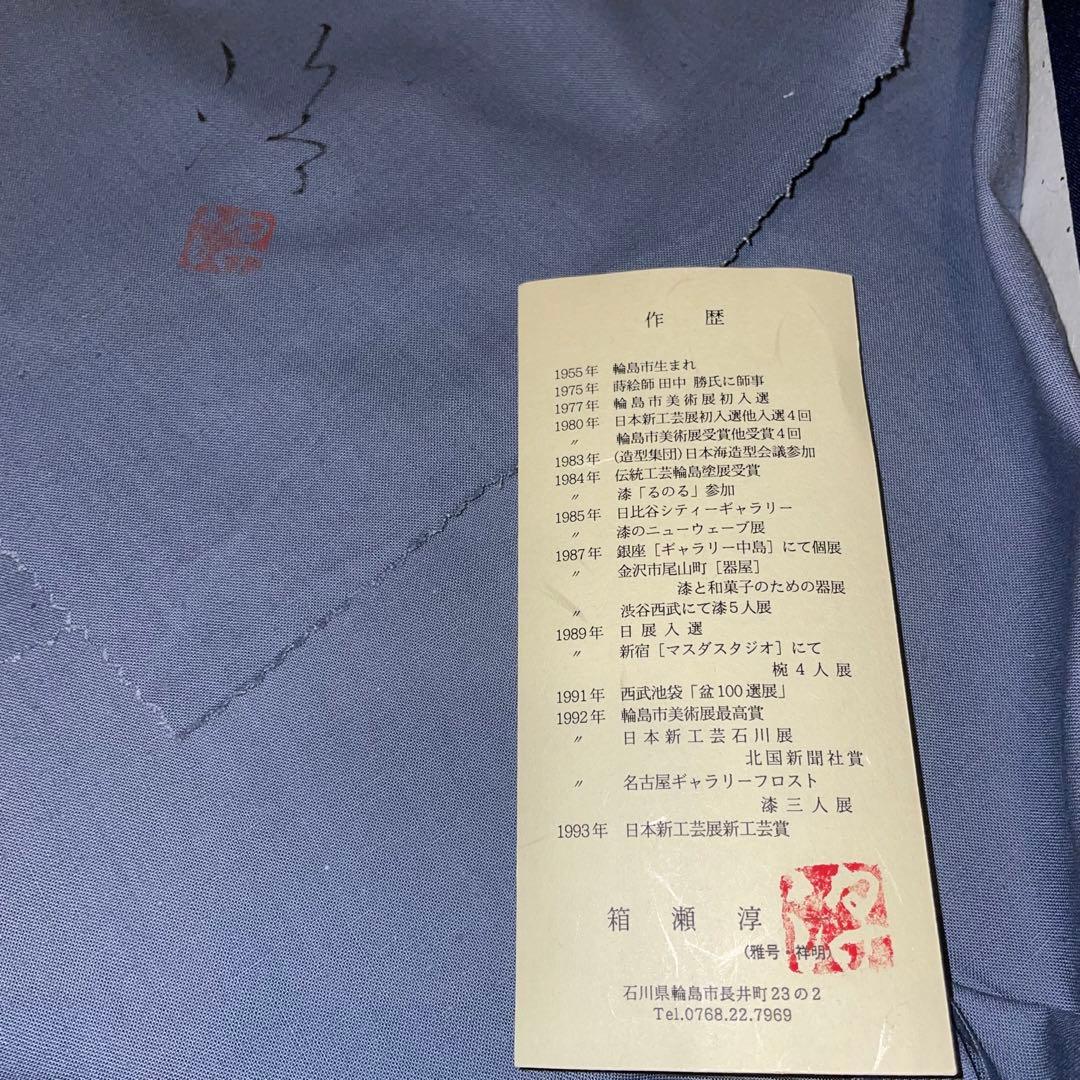 作 歴
1955年 輪島市生まれ
1975年 蒔絵師 田中 勝氏に師事
1977年 輪島市美術展初入選
1980年 日本新工芸展初入選他入選4回
〃 輪島市美術展受賞他受賞4回
1983年 (造型集団)日本海造型会議参加
1984年 伝統工芸輪島塗展受賞
〃 漆「るのる」参加
1985年 日比谷シティーギャラリー
〃 漆のニューウェーブ展
1987年 銀座[ギャラリー中島]にて個展
〃 金沢市尾山町[器屋]
漆と和菓子のための器展
〃 渋谷西武にて漆5人展
1989年 日展入選
〃 新宿[マスダスタジオ]にて
椀4人展
1991年 西武池袋「盆100選展」
1992年 輪島市美術展最高賞
〃 日本新工芸石川展
北国新聞社賞
〃 名古屋ギャラリーフロスト
漆三人展
1993年 日本新工芸展新工芸賞
箱瀬淳
(雅号・祥明)
石川県輪島市長井町23の2
Tel.0768.22.7969